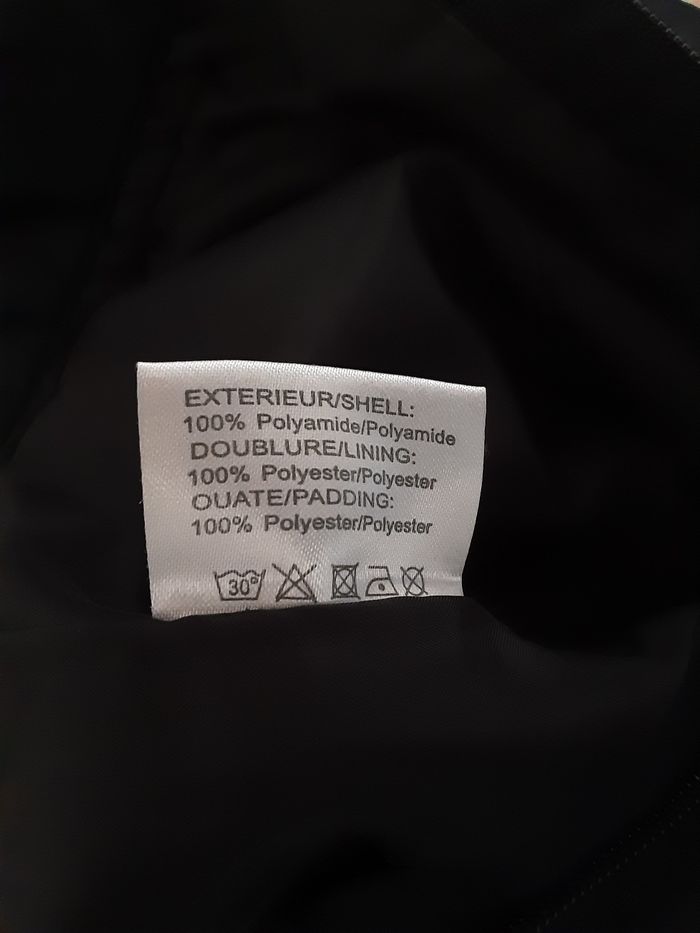 EXTERIEUR/SHELL:
100% Polyamide/Polyamide
DOUBLURE/LINING:
100% Polyester/Polyester
OUATE/PADDING:
100% Polyester/Polyester
30°